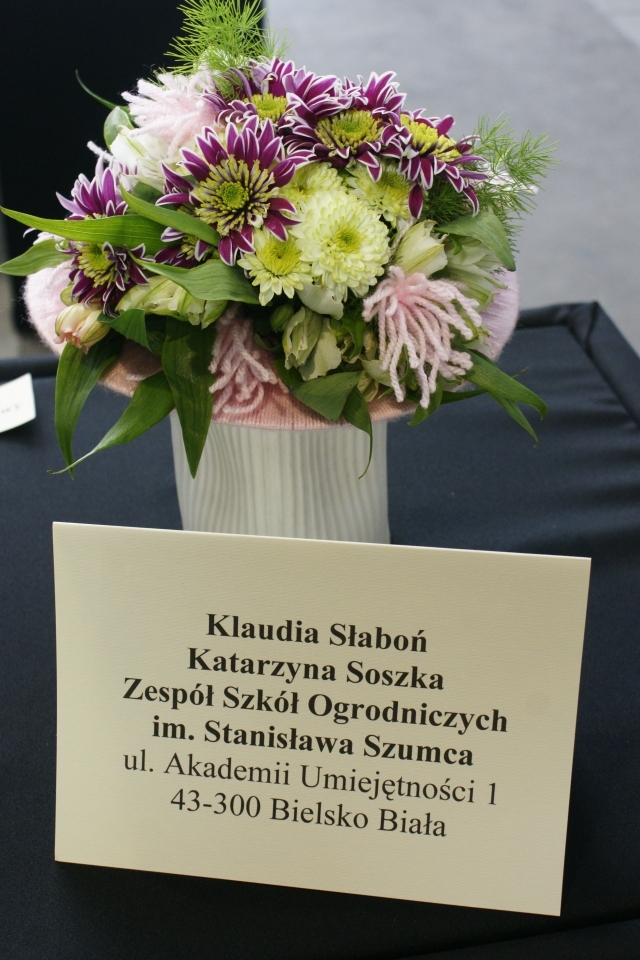 Klaudia Słaboń
Katarzyna Soszka
Zespół Szkół Ogrodniczych
im. Stanisława Szumca
ul. Akademii Umiejętności 1
43-300 Bielsko Biała